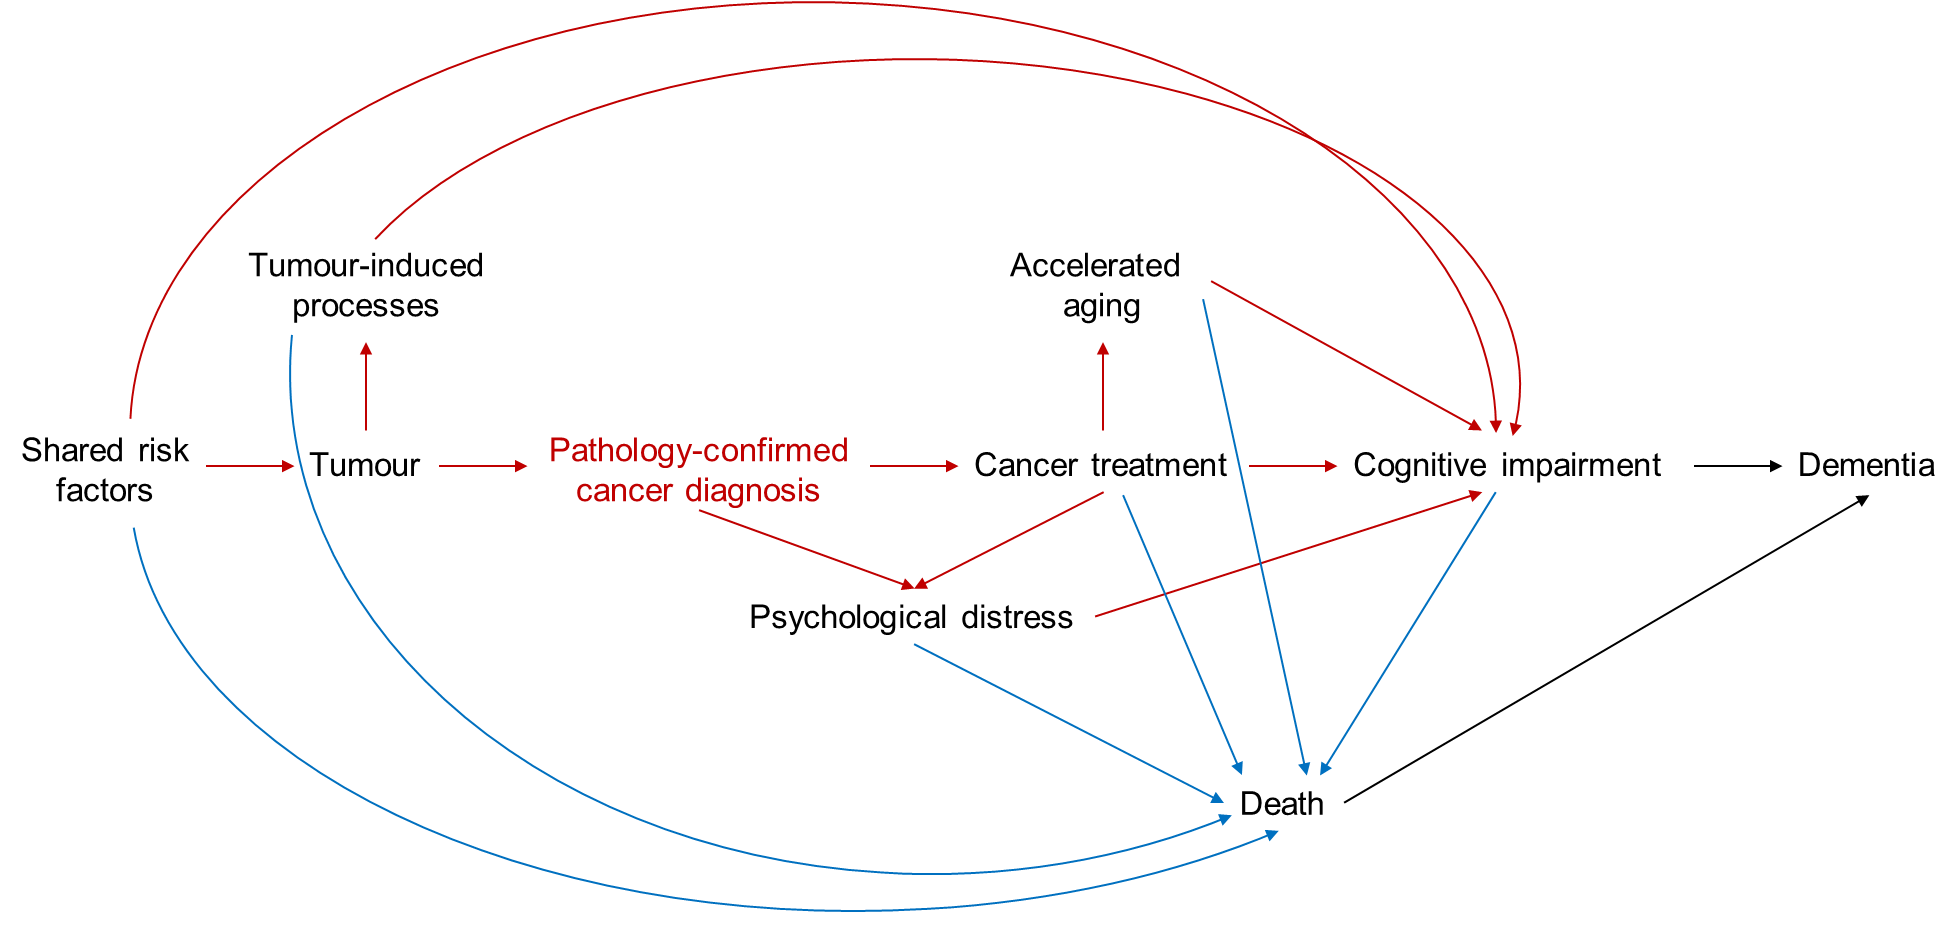 Tumour-induced
processes
Accelerated
aging
Shared risk
factors
Tumour
Pathology-confirmed
cancer diagnosis
Cancer treatment
Cognitive impairment
Dementia
Psychological distress
Death